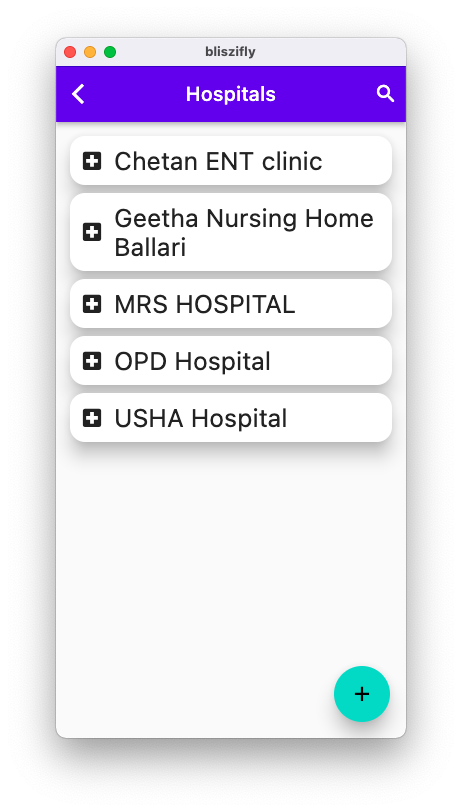 bliszifly
Hospitals
Chetan ENT clinic
Geetha Nursing Home
Ballari
MRS HOSPITAL
OPD Hospital
USHA Hospital